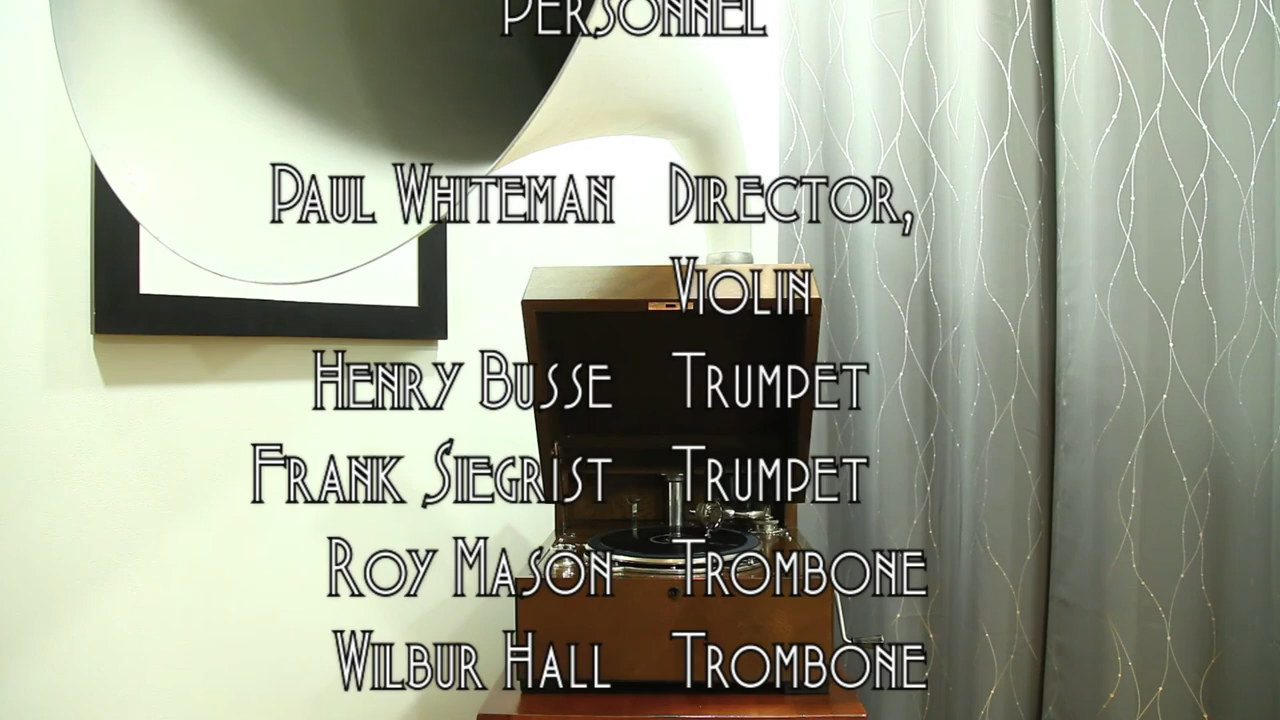 Personnel
Paul Whiteman Director,
Violin
Henry Busse Trumpet
Frank Siegrist Trumpet
Roy Mason Trombone
Wilbur Hall Trombone